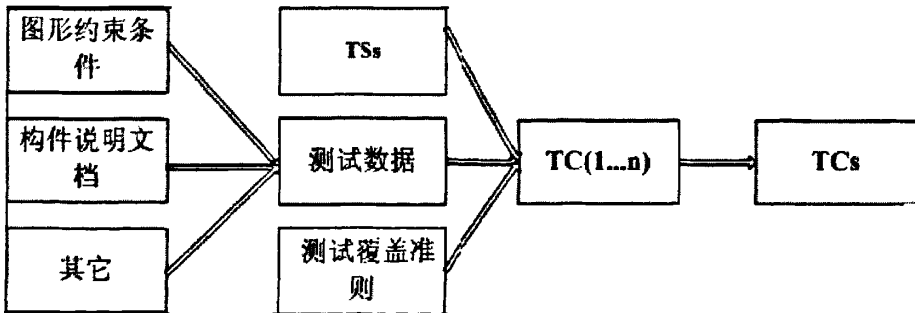 图形约束条
件
构件说明文
档
其它
TSs
测试数据
测试覆盖准
则
TC(1...n)
TCs